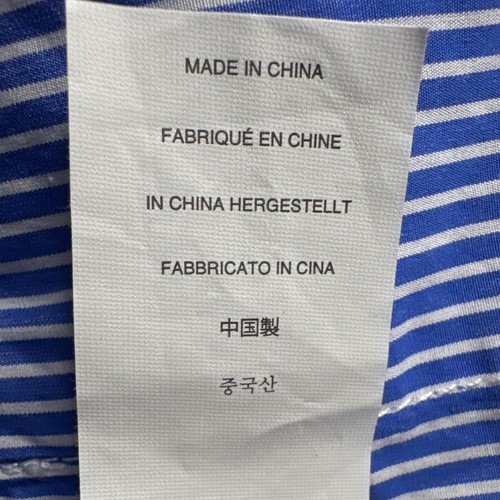 MADE IN CHINA
FABRIQUÉ EN CHINE
IN CHINA HERGESTELLT
FABBRICATO IN CINA
中国製
중국산